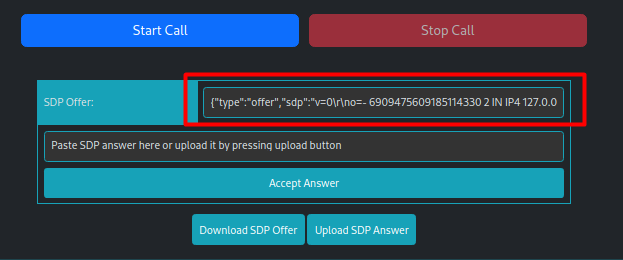 Start Call
Stop Call
SDP Offer:
{"type":"offer","sdp":"v=0\r\no=- 6909475609185114330 2 IN IP4 127.0.0
Paste SDP answer here or upload it by pressing upload button
Accept Answer
Download SDP Offer
Upload SDP Answer